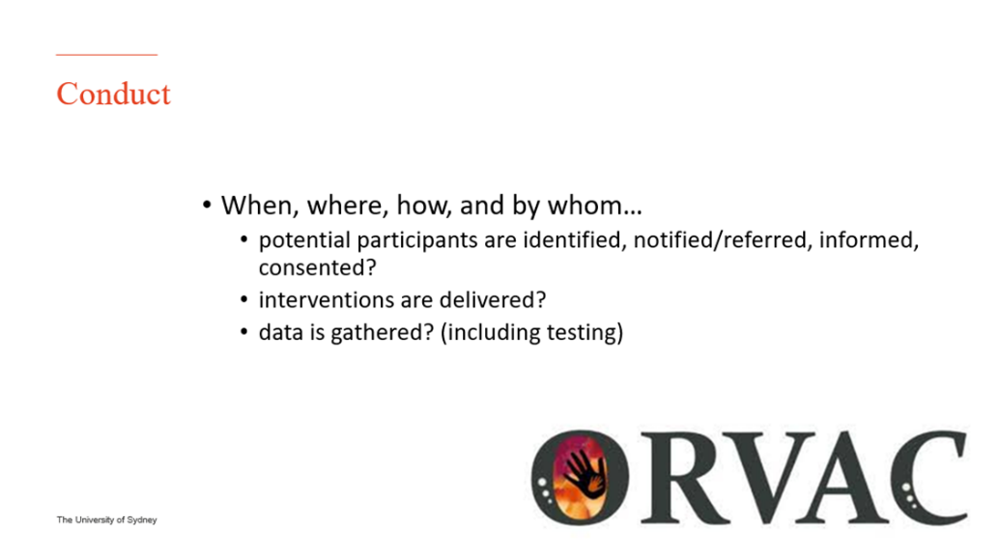 Conduct
• When, where, how, and by whom…
• potential participants are identified, notified/referred, informed,
consented?
• interventions are delivered?
• data is gathered? (including testing)
ORVAC
The University of Sydney